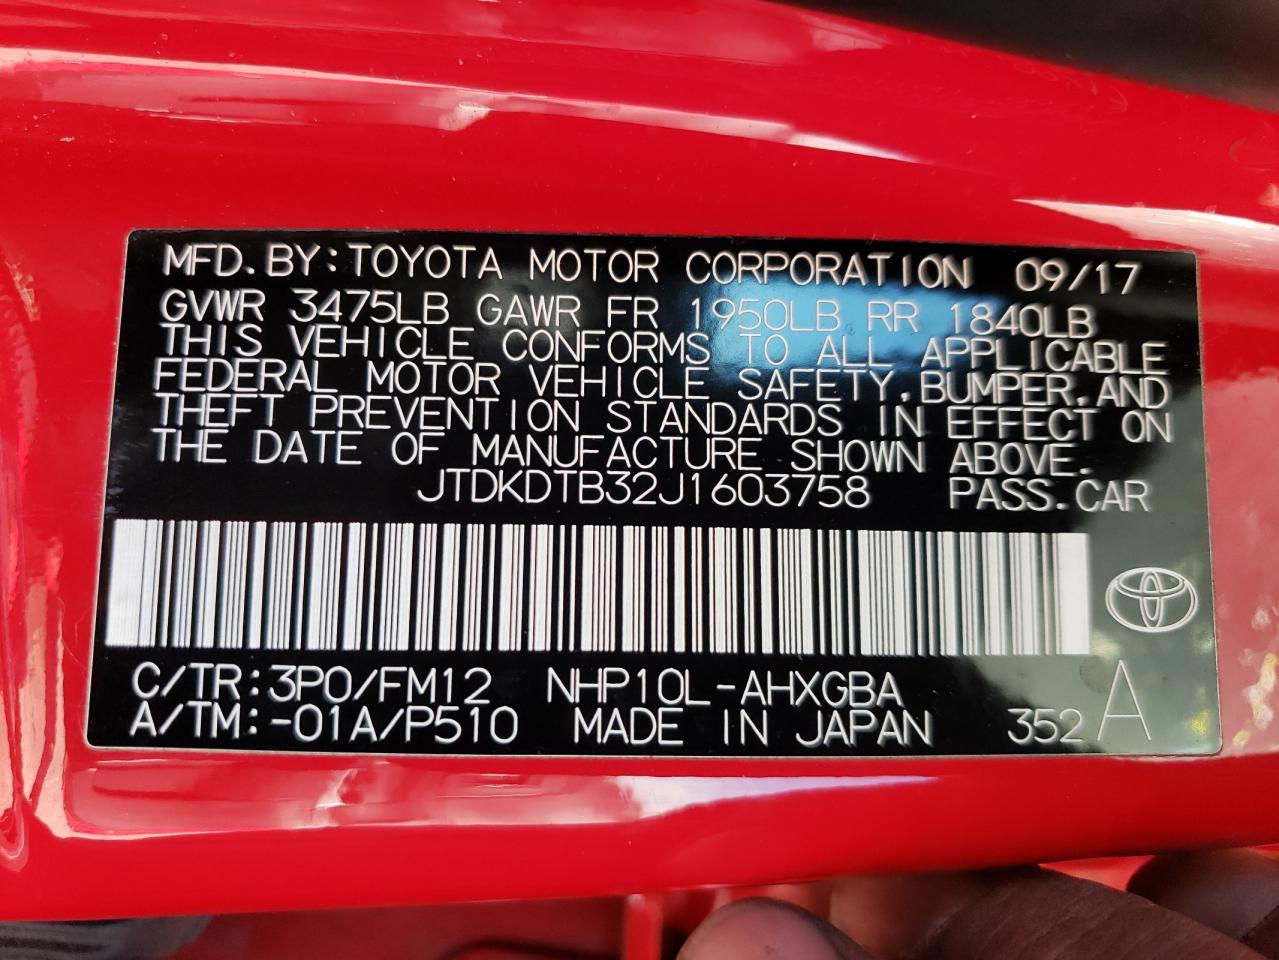 MFD.BY:TOYOTA MOTOR CORPORATION 09/17
GVWR 3475LB GAWR FR 1950LB RR 1840LB
THIS VEHICLE CONFORMS TO ALL APPLICABLE
FEDERAL MOTOR VEHICLE SAFETY,BUMPER,AND
THEFT PREVENTION STANDARDS IN EFFECT ON
THE DATE OF MANUFACTURE SHOWN ABOVE.
JTDKDTB32J1603758 PASS.CAR
C/TR:3P0/FM12 NHP10L-AHXGBA
A/TM:-01A/P510 MADE IN JAPAN 352 A